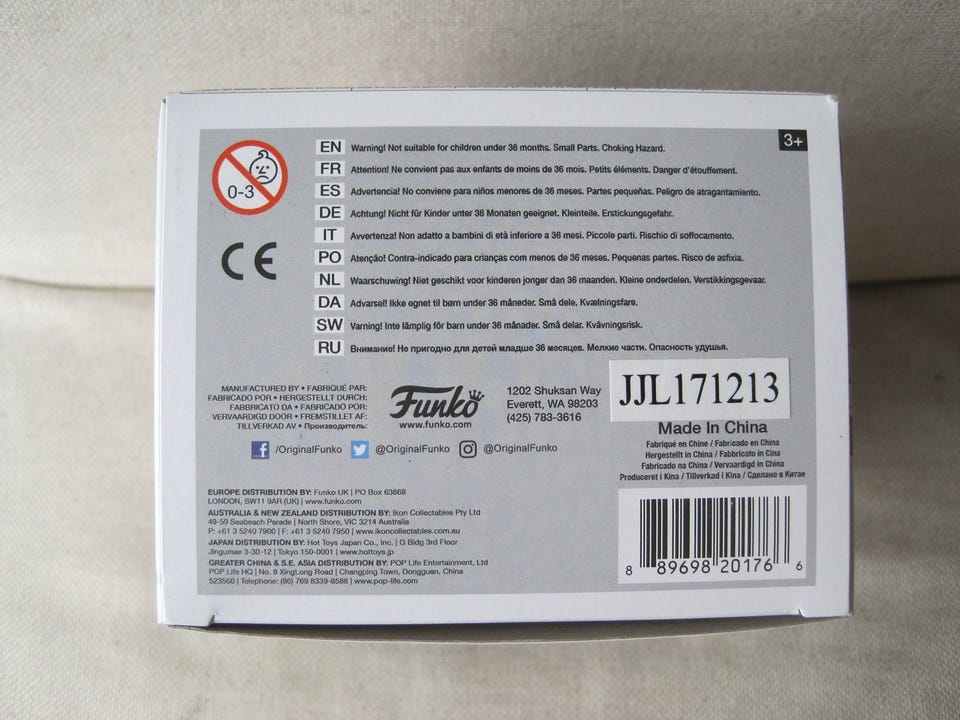 3+
0-3
CE
EN Warning! Not suitable for children under 36 months. Small Parts. Choking Hazard.
FR Attention! Ne convient pas aux enfants de moins de 36 mois. Petits éléments. Danger d'étouffement.
ES Advertencia! No conviene para niños menores de 36 meses. Partes pequeñas. Peligro de atragantamiento.
DE Achtung! Nicht für Kinder unter 36 Monaten geeignet. Kleinteile. Erstickungsgefahr.
IT Avvertenza! Non adatto a bambini di età inferiore a 36 mesi. Piccole parti. Rischio di soffocamento.
PO Atenção! Contra-indicado para crianças com menos de 36 meses. Pequenas partes. Risco de asfixia.
NL Waarschuwing! Niet geschikt voor kinderen jonger dan 36 maanden. Kleine onderdelen. Verstikkingsgevaar.
DA Advarsel! Ikke egnet til børn under 36 måneder. Små dele. Kvælningsfare.
SW Varning! Inte lämplig för barn under 36 månader. Små delar. Kvävningsrisk.
RU Внимание! Не пригодно для детей младше 36 месяцев. Мелкие части. Опасность удушья.
MANUFACTURED BY • FABRIQUÉ PAR:
FABRICADO POR • HERGESTELLT DURCH:
FABBRICATO DA • FABRICADO POR:
VERVAARDIGD DOOR • FREMSTILLET AF:
TILLVERKAD AV • Производитель:
Funko
www.funko.com
1202 Shuksan Way
Everett, WA 98203
(425) 783-3616
/OriginalFunko @OriginalFunko @OriginalFunko
JJL171213
Made In China
Fabriqué en Chine / Fabricado en China
Hergestellt in China / Fabbricato in Cina
Fabricado na China / Vervaardigd in China
Produceret i Kina / Tillverkad i Kina / Сделано в Китае
EUROPE DISTRIBUTION BY: Funko UK | PO Box 63668
LONDON, SW11 9AR (UK) | www.funko.com
AUSTRALIA & NEW ZEALAND DISTRIBUTION BY: Ikon Collectables Pty Ltd
49-59 Seabeach Parade | North Shore, VIC 3214 Australia
P: +61 3 5240 7900 | F: +61 3 5240 7950 | www.ikoncollectables.com.au
JAPAN DISTRIBUTION BY: Hot Toys Japan Co., Inc. | G Bldg 3rd Floor
Jingumae 3-30-12 | Tokyo 150-0001 | www.hottoys.jp
GREATER CHINA & S.E. ASIA DISTRIBUTION BY: POP Life Entertainment, Ltd
POP Life HQ | No. 8 XingLong Road | Changping Town, Dongguan, China
523560 | Telephone: (86) 769 8339-8588 | www.pop-life.com
8 89698 20176 6